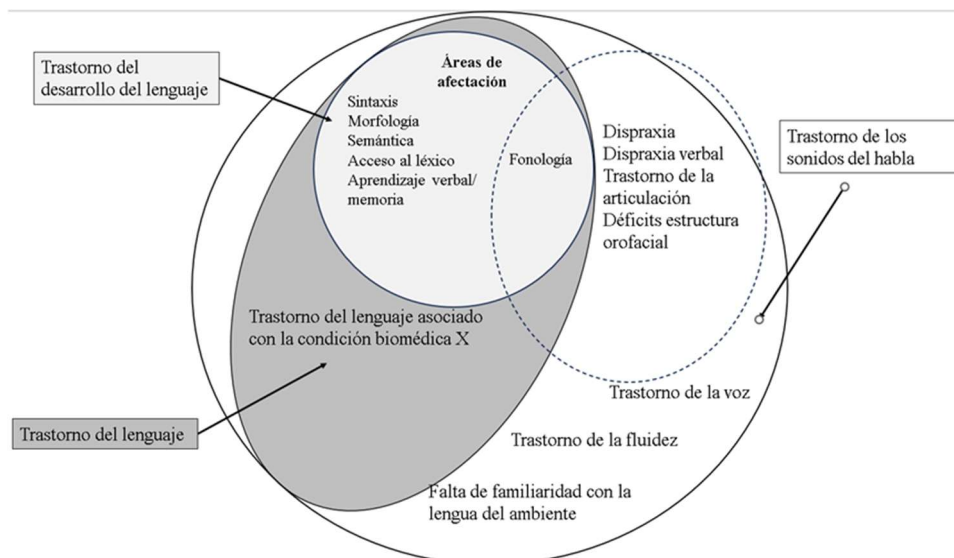 Trastorno del
desarrollo del lenguaje
Áreas de
afectación
Sintaxis
Morfología
Semántica
Acceso al léxico
Aprendizaje verbal/
memoria
Fonología
Dispraxia
Dispraxia verbal
Trastorno de la
articulación
Déficits estructura
orofacial
Trastorno de los
sonidos del habla
Trastorno del lenguaje asociado
con la condición biomédica X
Trastorno del lenguaje
Trastorno de la voz
Trastorno de la fluidez
Falta de familiaridad con la
lengua del ambiente